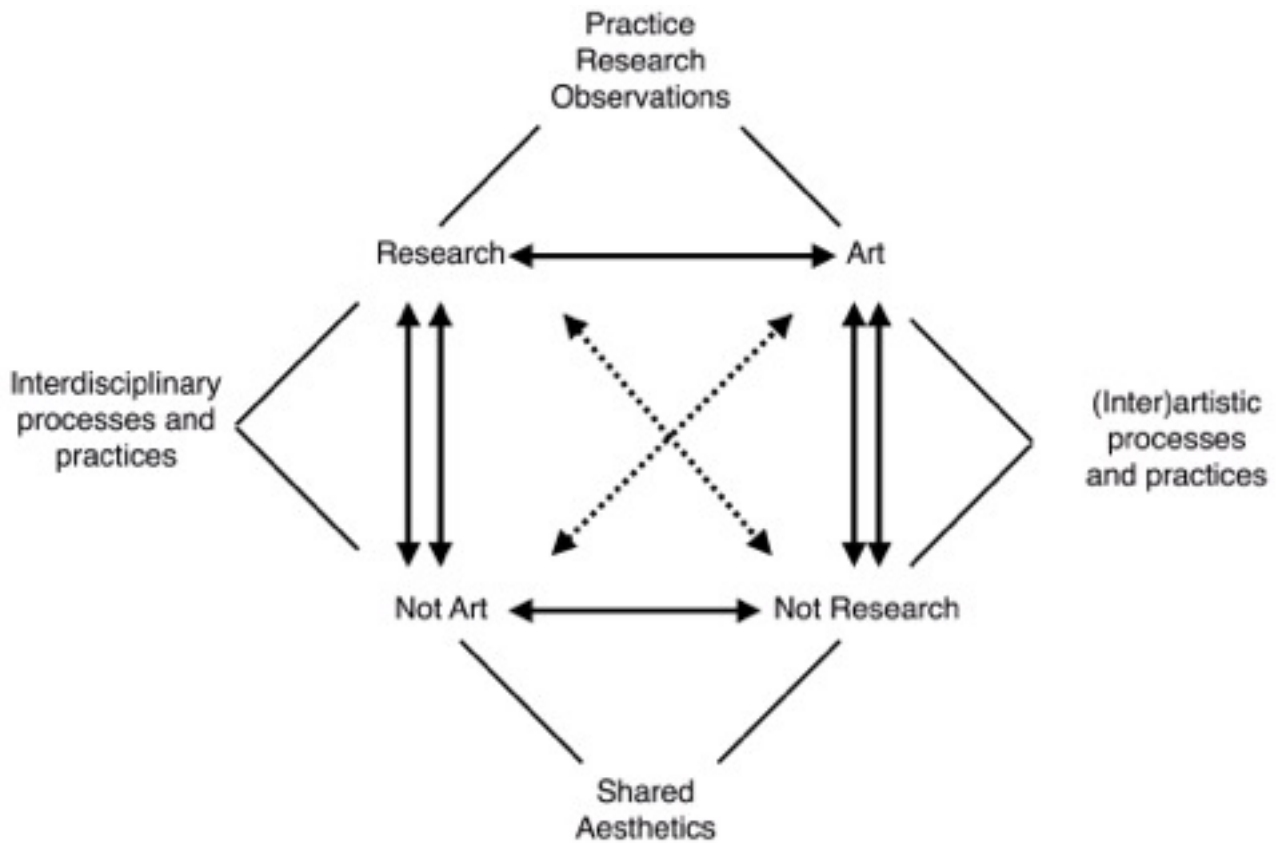 Practice
Research
Observations
Research
Art
Interdisciplinary
processes and
practices
(Inter)artistic
processes
and practices
Not Art
Not Research
Shared
Aesthetics